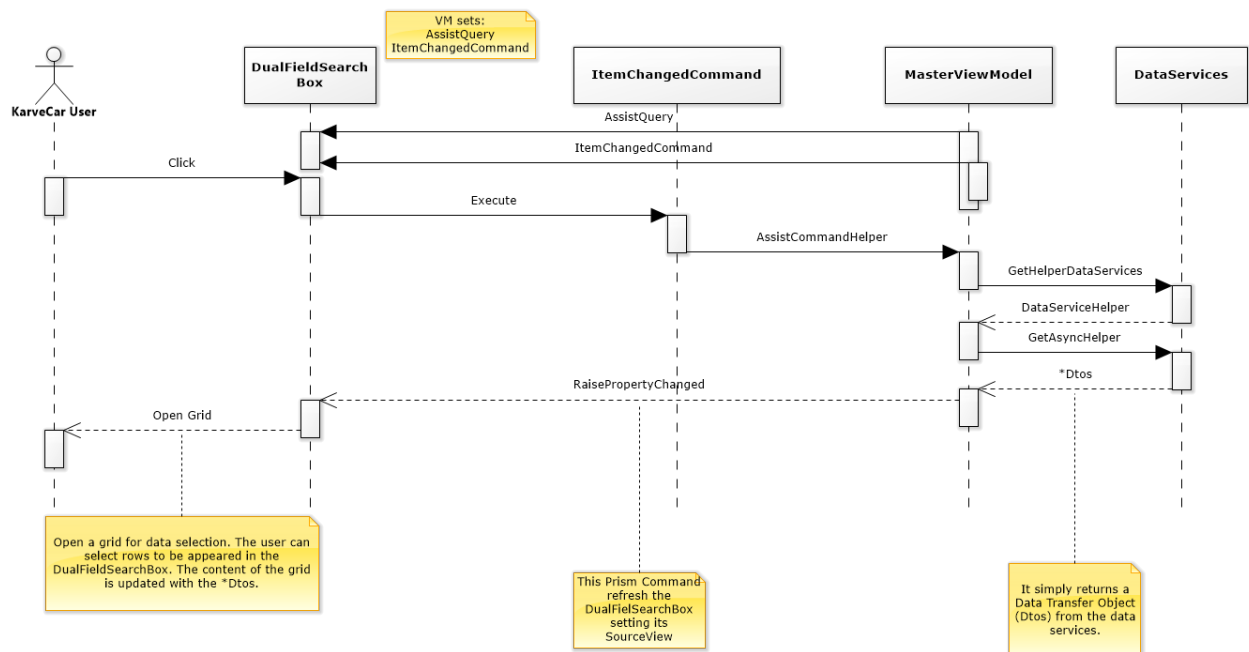 VM sets:
AssistQuery
ItemChangedCommand
KarveCar User
DualFieldSearch
Box
ItemChangedCommand
MasterViewModel
DataServices
AssistQuery
ItemChangedCommand
Click
Execute
AssistCommandHelper
GetHelperDataServices
DataServiceHelper
GetAsyncHelper
*Dtos
RaisePropertyChanged
Open Grid
Open a grid for data selection. The user can
select rows to be appeared in the
DualFieldSearchBox. The content of the grid
is updated with the *Dtos.
This Prism Command
refresh the
DualFielSearchBox
setting its
SourceView
It simply returns a
Data Transfer Object
(Dtos) from the data
services.